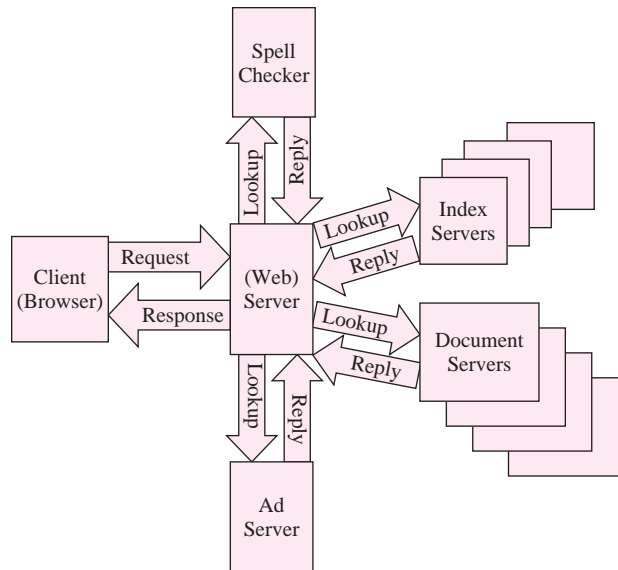 Spell
Checker
Lookup
Reply
Lookup
Index
Servers
Reply
Request
Client
(Browser)
(Web)
Server
Response
Lookup
Document
Servers
Reply
Lookup
Reply
Ad
Server